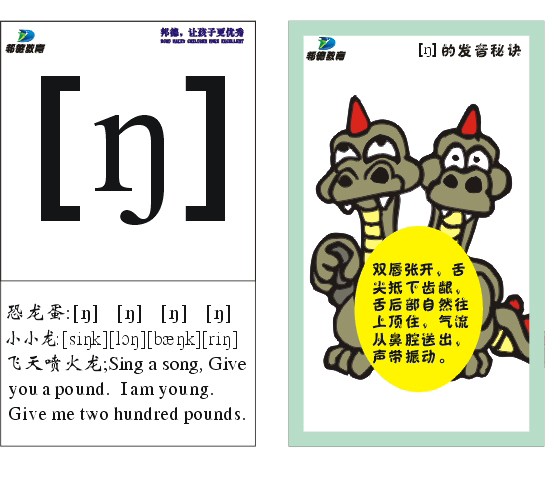 邦德教育
邦德，让孩子更优秀
[ŋ]
恐龙蛋:[ŋ] [ŋ] [ŋ] [ŋ]
小小龙:[siŋk][lɔŋ][bæŋk][riŋ]
飞天喷火龙;Sing a song, Give
you a pound. I am young.
Give me two hundred pounds.
邦德教育
[ŋ]的发音秘诀
双唇张开，舌
尖抵下齿龈，
舌后部自然往
上顶住，气流
从鼻腔送出，
声带振动。